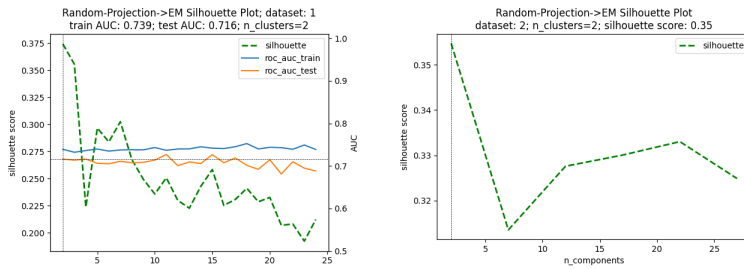 Random-Projection->EM Silhouette Plot; dataset: 1
train AUC: 0.739; test AUC: 0.716; n_clusters=2
silhouette
roc_auc_train
roc_auc_test
silhouette score
0.375
0.350
0.325
0.300
0.275
0.250
0.225
0.200
1.0
0.9
0.8
0.7
0.6
0.5
AUC
5
10
15
20
Random-Projection->EM Silhouette Plot
dataset: 2; n_clusters=2; silhouette score: 0.35
silhouette
silhouette score
0.35
0.33
0.32
5
10
15
20
25
n_components